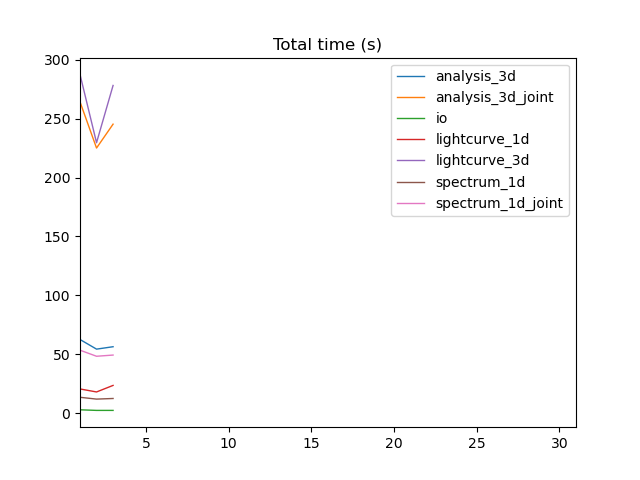 Total time (s)
300
250
200
150
100
50
0
analysis_3d
analysis_3d_joint
io
lightcurve_1d
lightcurve_3d
spectrum_1d
spectrum_1d_joint
5 10 15 20 25 30